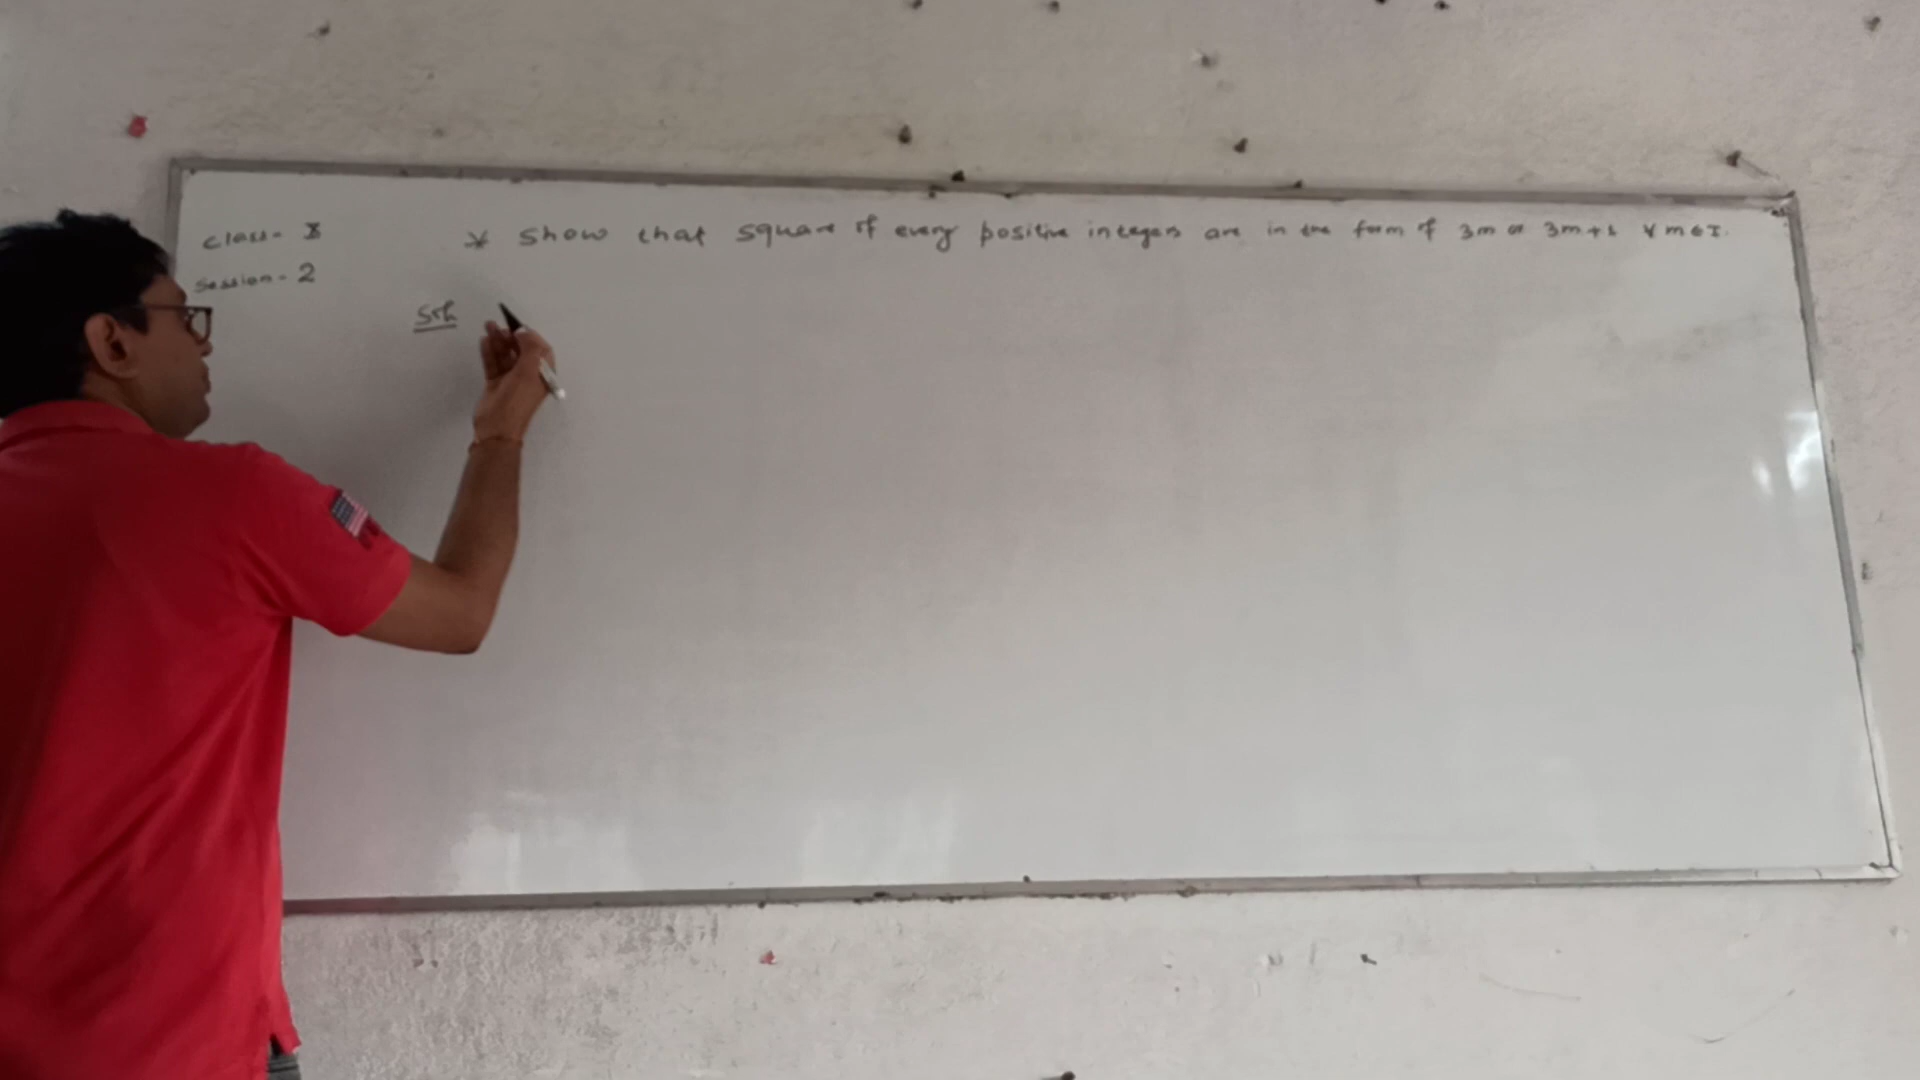 class - X
* Show that square of every positive integers are in the form of 3m or 3m+1 ∀ m∈I.
Session - 2
Soln